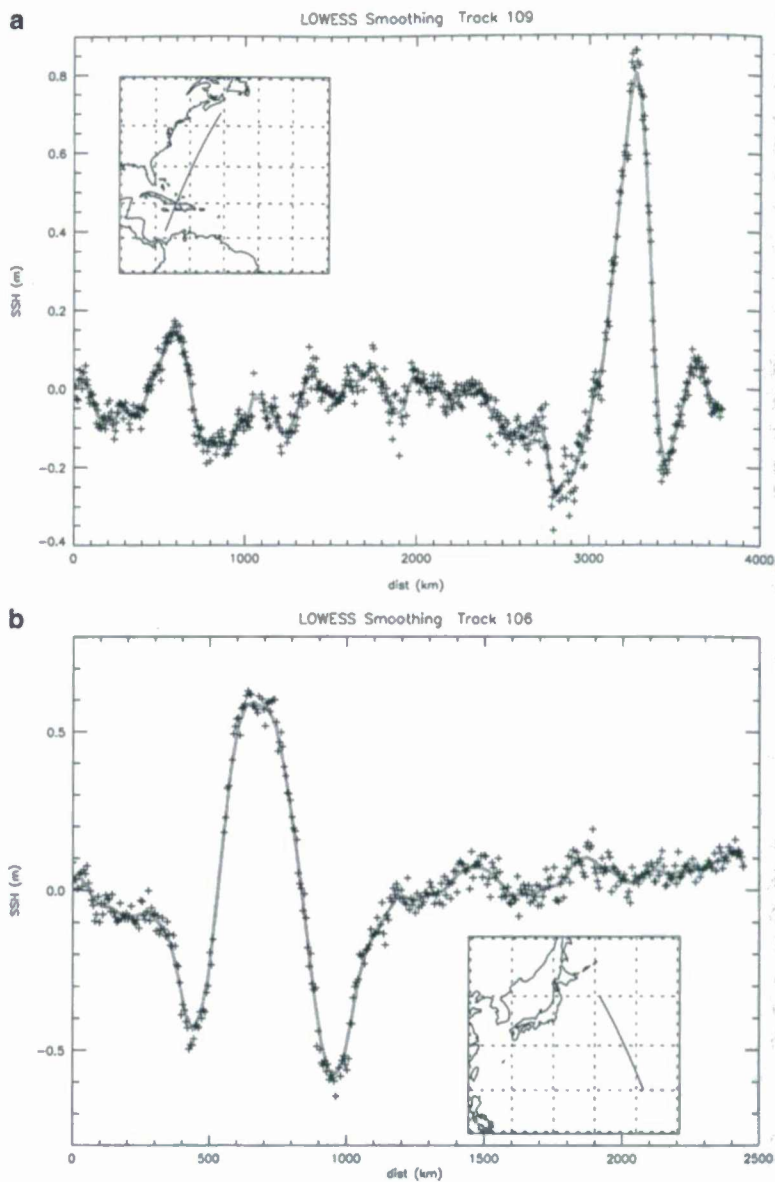 a
LOWESS Smoothing Track 109
0.8
0.6
0.4
0.2
0.0
-0.2
-0.4
SSH (m)
0 1000 2000 3000 4000
dist (km)
b
LOWESS Smoothing Track 106
0.5
0.0
-0.5
SSH (m)
0 500 1000 1500 2000 2500
dist (km)